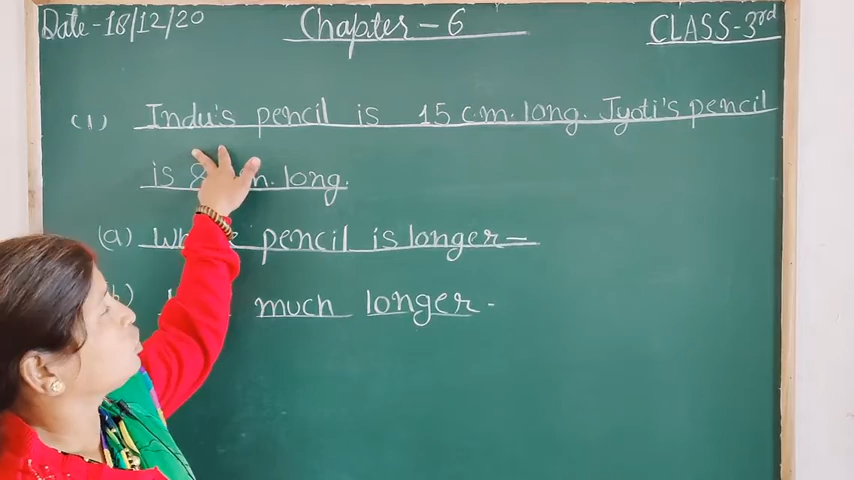 Date-18/12/20
Chapter-6
CLASS-3rd
(1) Indu's pencil is 15 c.m. long. Jyoti's pencil
is 8 long.
(a) pencil is longer-
much longer-